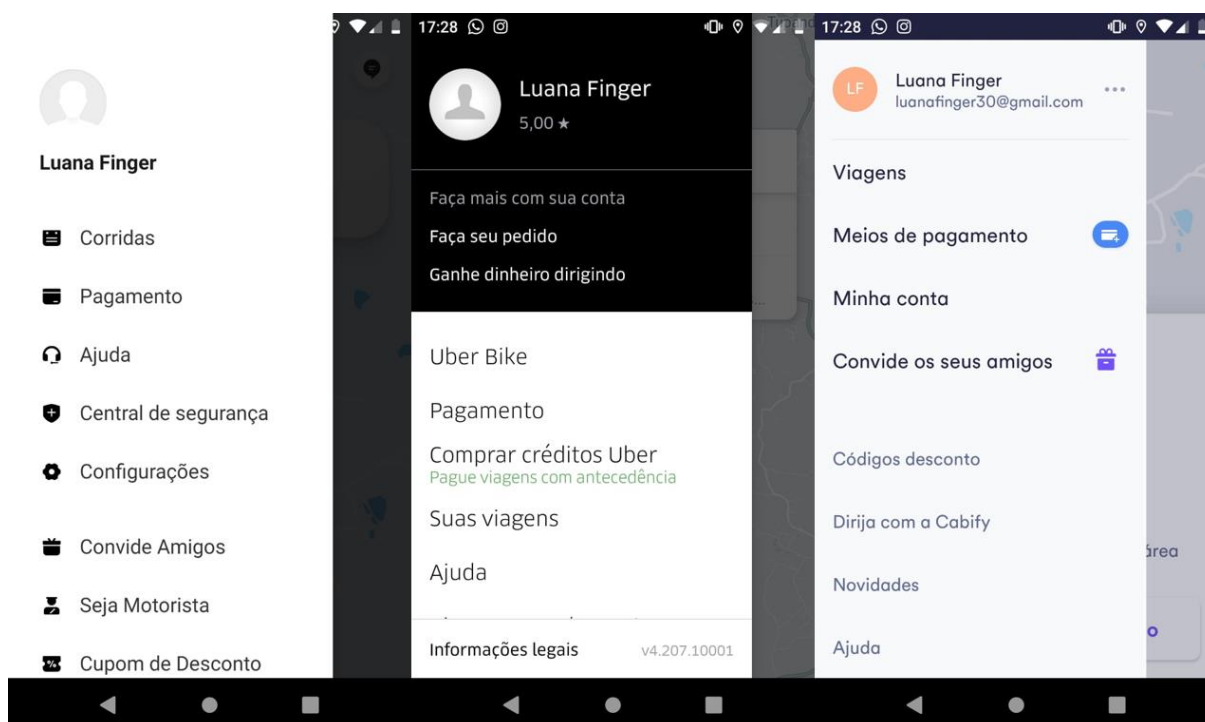 Luana Finger
Corridas
Pagamento
Ajuda
Central de segurança
Configurações
Convide Amigos
Seja Motorista
Cupom de Desconto
17:28
Luana Finger
5,00 ★
Faça mais com sua conta
Faça seu pedido
Ganhe dinheiro dirigindo
Uber Bike
Pagamento
Comprar créditos Uber
Pague viagens com antecedência
Suas viagens
Ajuda
Informações legais v4.207.10001
17:28
LF
Luana Finger
luanafinger30@gmail.com
Viagens
Meios de pagamento
Minha conta
Convide os seus amigos
Códigos desconto
Dirija com a Cabify
Novidades
Ajuda
área
o